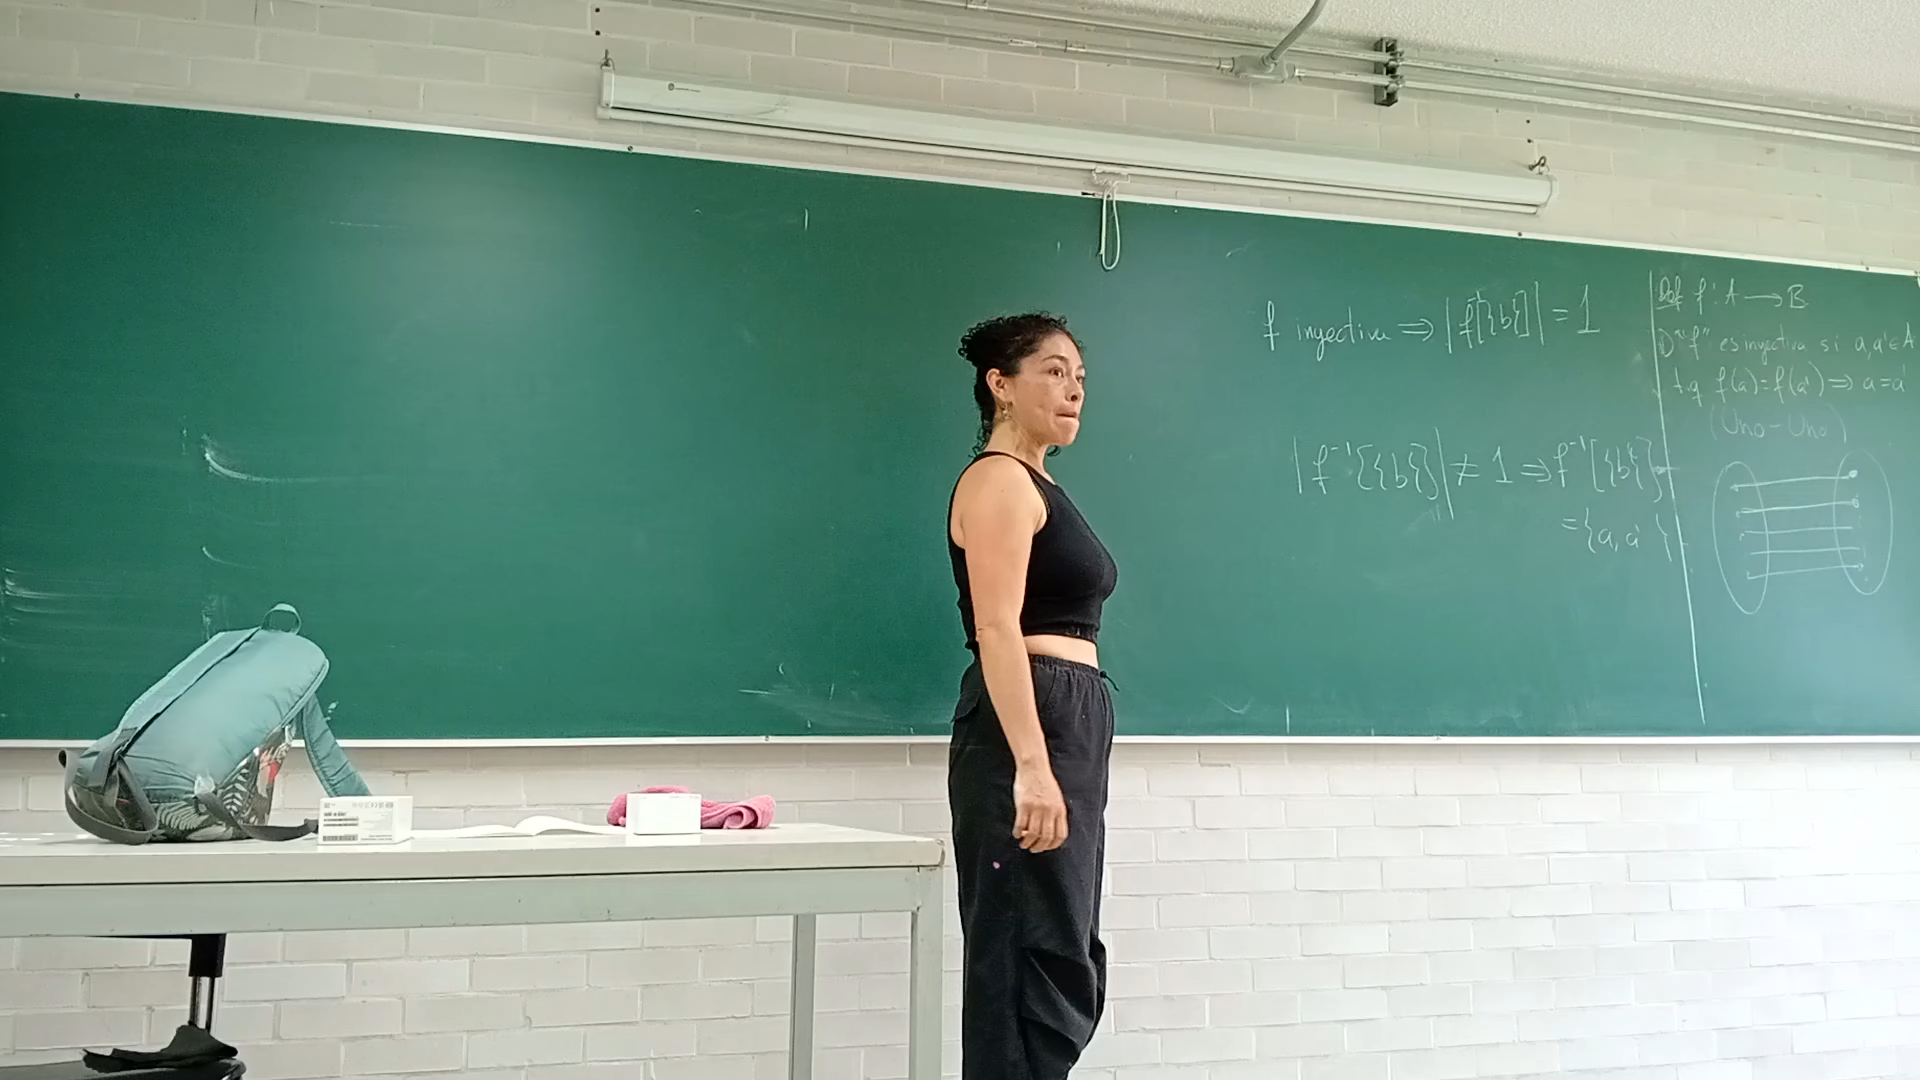 f inyectiva ⇒ |f⁻¹[{b}]| = 1
|f⁻¹[{b}]| ≠ 1 ⇒ f⁻¹[{b}]
= {a, a' }
Def f: A → B
"f" es inyectiva si a, a' ∈ A
t.q f(a) = f(a') ⇒ a = a'
(Uno - Uno)